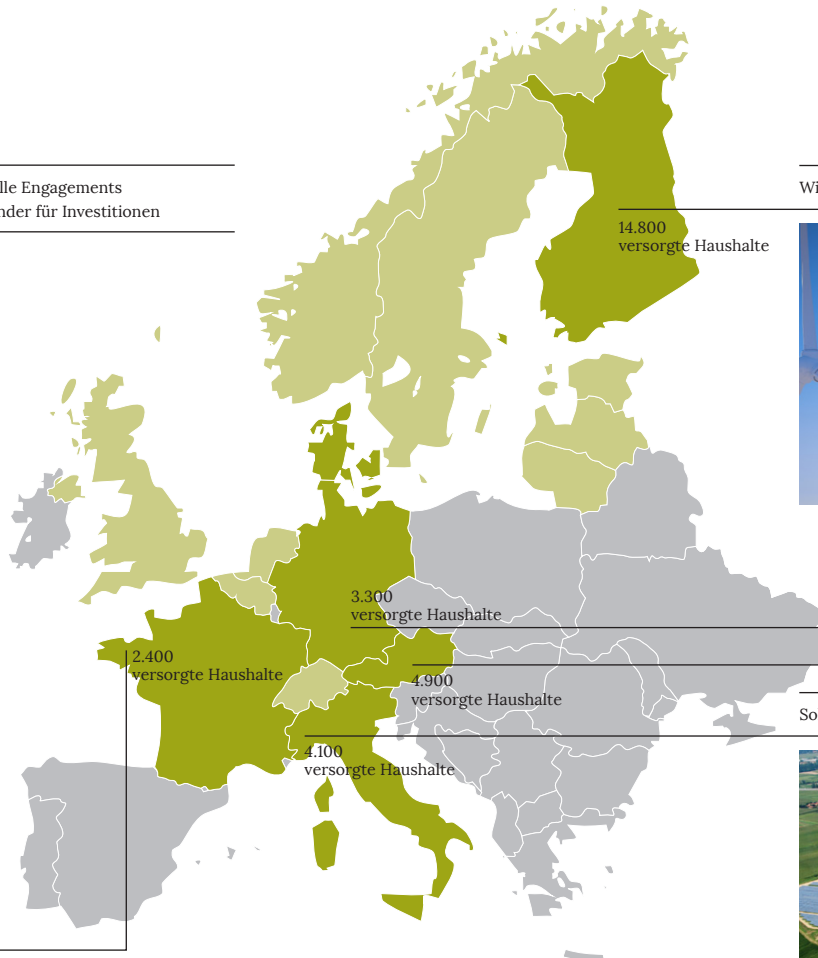 lle Engagements
nder für Investitionen
Wi
14.800
versorgte Haushalte
3.300
versorgte Haushalte
2.400
versorgte Haushalte
4.900
versorgte Haushalte
So
4.100
versorgte Haushalte